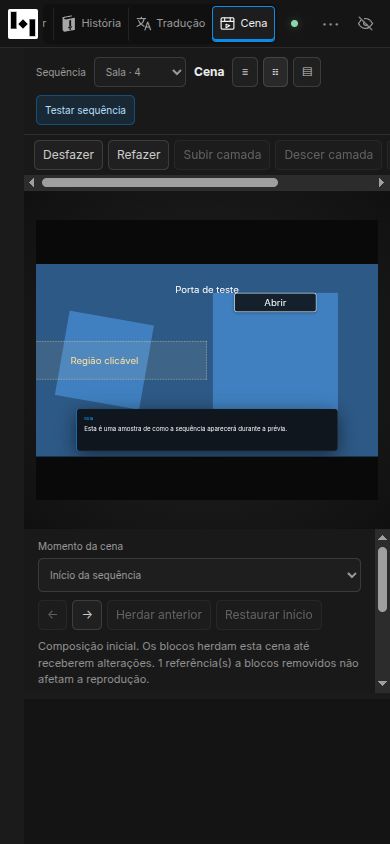 r
História
Tradução
Cena
Sequência
Sala · 4
Cena
Testar sequência
Desfazer
Refazer
Subir camada
Descer camada
Porta de teste
Abrir
Região clicável
Esta é uma amostra de como a sequência aparecerá durante a prévia.
Momento da cena
Início da sequência
Herdar anterior
Restaurar início
Composição inicial. Os blocos herdam esta cena até
receberem alterações. 1 referência(s) a blocos removidos não
afetam a reprodução.